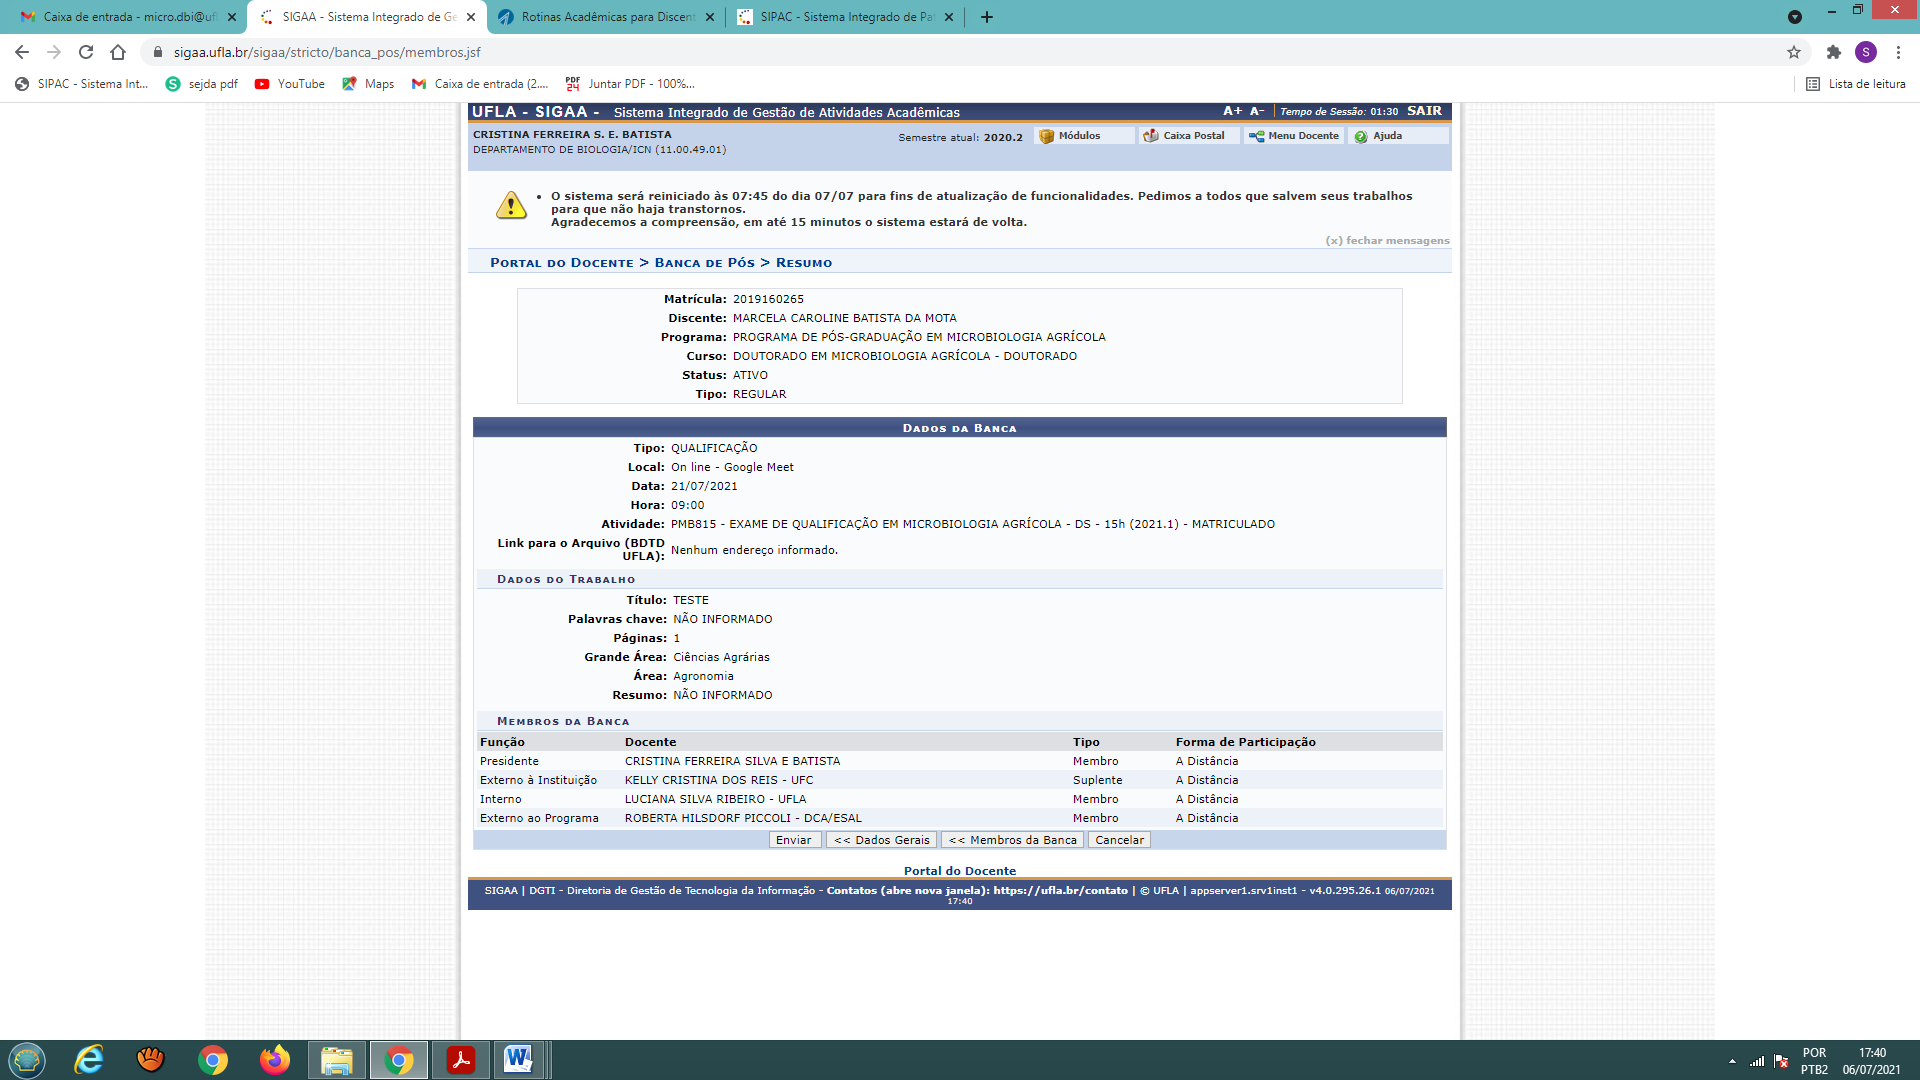 Caixa de entrada - micro.dbi@ufl
SIGAA - Sistema Integrado de Ge
Rotinas Acadêmicas para Discent
SIPAC - Sistema Integrado de Pat
sigaa.ufla.br/sigaa/stricto/banca_pos/membros.jsf
S
SIPAC - Sistema Int...
sejda pdf
YouTube
Maps
Caixa de entrada (2....
Juntar PDF - 100%...
Lista de leitura
UFLA - SIGAA - Sistema Integrado de Gestão de Atividades Acadêmicas
A+ A- Tempo de Sessão: 01:30 SAIR
CRISTINA FERREIRA S. E. BATISTA
Semestre atual: 2020.2
Módulos
Caixa Postal
Menu Docente
Ajuda
DEPARTAMENTO DE BIOLOGIA/ICN (11.00.49.01)
• O sistema será reiniciado às 07:45 do dia 07/07 para fins de atualização de funcionalidades. Pedimos a todos que salvem seus trabalhos
para que não haja transtornos.
Agradecemos a compreensão, em até 15 minutos o sistema estará de volta.
(x) fechar mensagens
Portal do Docente > Banca de Pós > Resumo
Matrícula: 2019160265
Discente: MARCELA CAROLINE BATISTA DA MOTA
Programa: PROGRAMA DE PÓS-GRADUAÇÃO EM MICROBIOLOGIA AGRÍCOLA
Curso: DOUTORADO EM MICROBIOLOGIA AGRÍCOLA - DOUTORADO
Status: ATIVO
Tipo: REGULAR
Dados da Banca
Tipo: QUALIFICAÇÃO
Local: On line - Google Meet
Data: 21/07/2021
Hora: 09:00
Atividade: PMB815 - EXAME DE QUALIFICAÇÃO EM MICROBIOLOGIA AGRÍCOLA - DS - 15h (2021.1) - MATRICULADO
Link para o Arquivo (BDTD
UFLA): Nenhum endereço informado.
Dados do Trabalho
Título: TESTE
Palavras chave: NÃO INFORMADO
Páginas: 1
Grande Área: Ciências Agrárias
Área: Agronomia
Resumo: NÃO INFORMADO
Membros da Banca
Função Docente Tipo Forma de Participação
Presidente CRISTINA FERREIRA SILVA E BATISTA Membro A Distância
Externo à Instituição KELLY CRISTINA DOS REIS - UFC Suplente A Distância
Interno LUCIANA SILVA RIBEIRO - UFLA Membro A Distância
Externo ao Programa ROBERTA HILSDORF PICCOLI - DCA/ESAL Membro A Distância
Enviar << Dados Gerais << Membros da Banca Cancelar
Portal do Docente
SIGAA | DGTI - Diretoria de Gestão de Tecnologia da Informação - Contatos (abre nova janela): https://ufla.br/contato | © UFLA | appserver1.srv1inst1 - v4.0.295.26.1 06/07/2021
17:40
POR
PTB2
17:40
06/07/2021